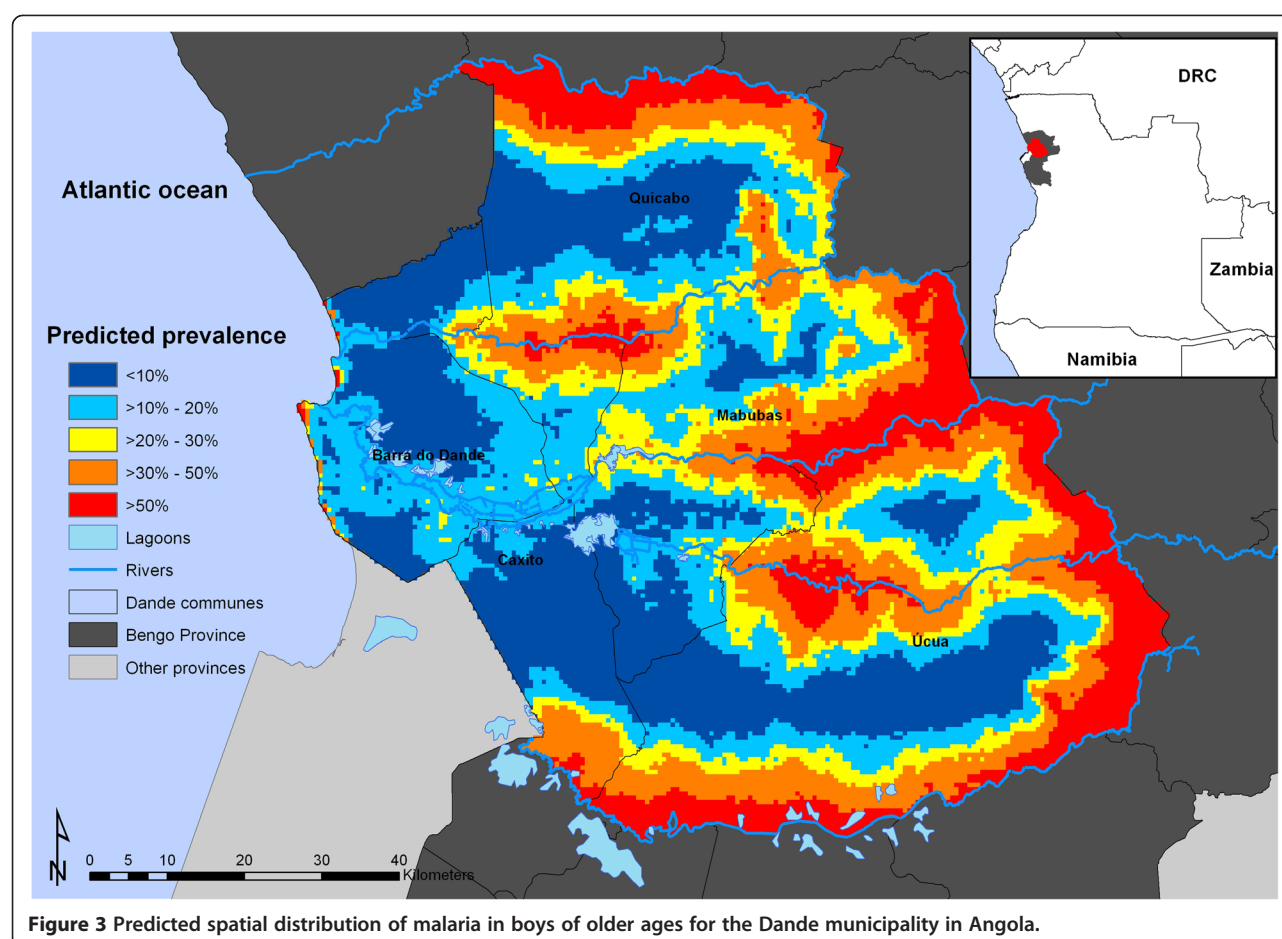 DRC
Zambia
Namibia
Atlantic ocean
Quicabo
Mabubas
Barra do Dande
Caxito
Úcua
Predicted prevalence
<10%
>10% - 20%
>20% - 30%
>30% - 50%
>50%
Lagoons
Rivers
Dande communes
Bengo Province
Other provinces
N
0 5 10 20 30 40
Kilometers
Figure 3 Predicted spatial distribution of malaria in boys of older ages for the Dande municipality in Angola.